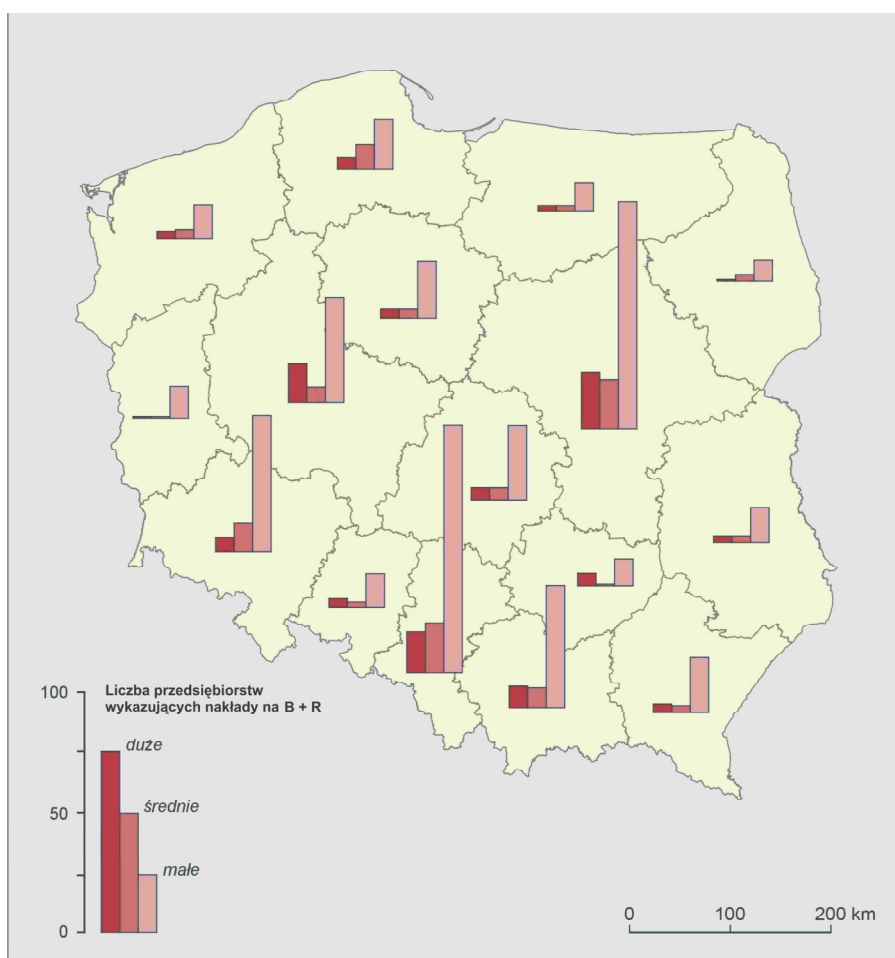 100
Liczba przedsiębiorstw
wykazujących nakłady na B + R
duże
50
średnie
małe
0
0 100 200 km